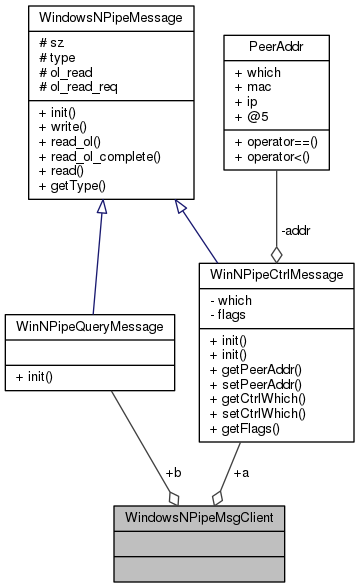 WindowsNPipeMessage
# sz
# type
# ol_read
# ol_read_req
+ init()
+ write()
+ read_ol()
+ read_ol_complete()
+ read()
+ getType()
PeerAddr
+ which
+ mac
+ ip
+ @5
+ operator==()
+ operator<()
-addr
WinNPipeCtrlMessage
- which
- flags
+ init()
+ init()
+ getPeerAddr()
+ setPeerAddr()
+ getCtrlWhich()
+ setCtrlWhich()
+ getFlags()
WinNPipeQueryMessage
+ init()
+b
+a
WindowsNPipeMsgClient